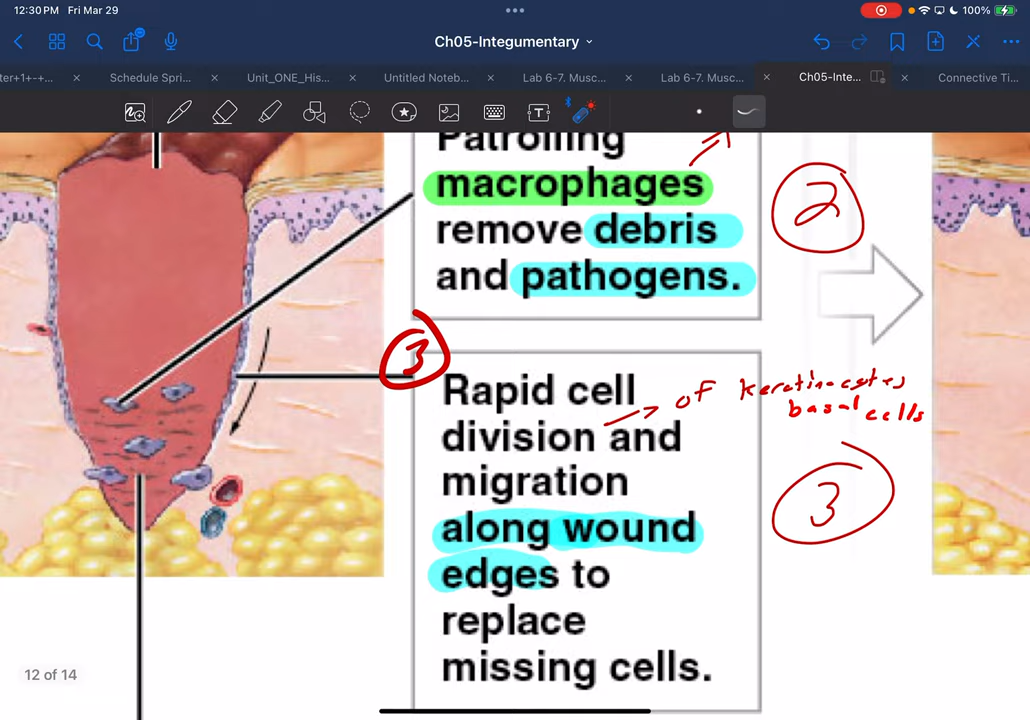 12:30 PM Fri Mar 29
100%
Ch05-Integumentary
ter+1+-+...
Schedule Spri...
Unit_ONE_His...
Untitled Noteb...
Lab 6-7. Musc...
Lab 6-7. Musc...
Ch05-Inte...
Connective Ti...
Patrolling
macrophages
remove debris
and pathogens.
2
3
Rapid cell
division and
migration
along wound
edges to
replace
missing cells.
of keratinocytes
basal cells
3
12 of 14